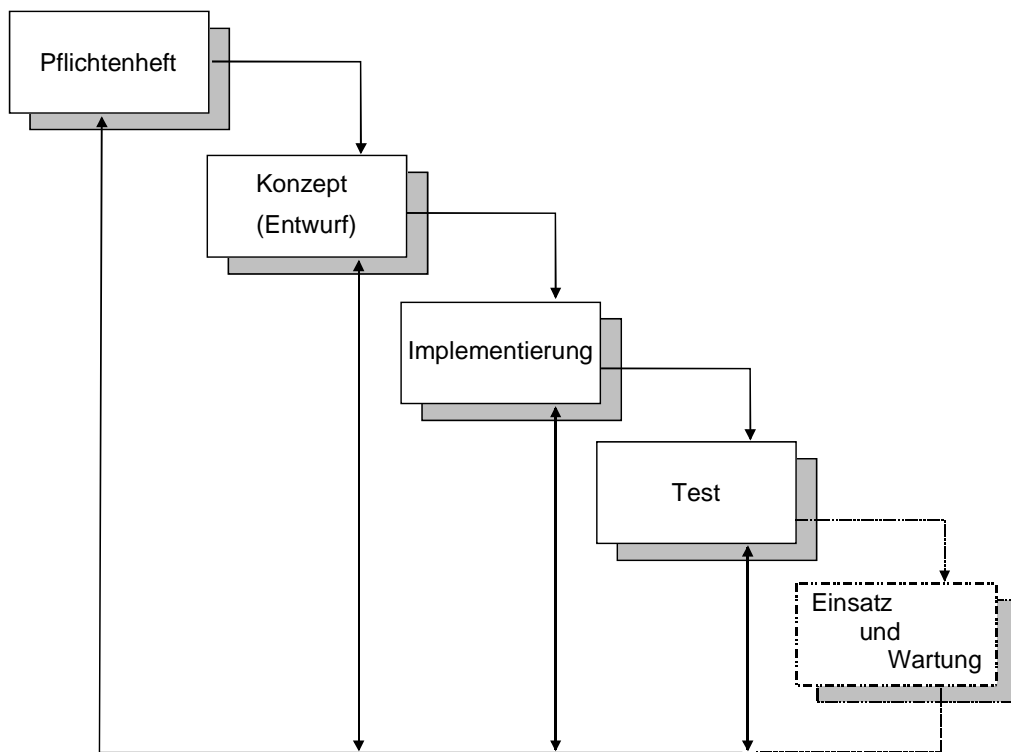 Pflichtenheft
Konzept
(Entwurf)
Implementierung
Test
Einsatz
und
Wartung